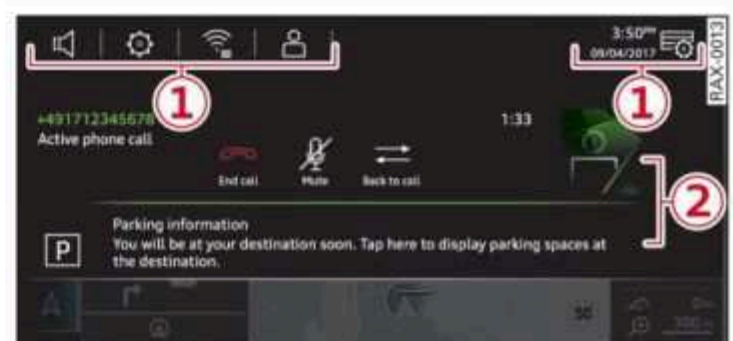 3:50PM
09/04/2017
RAX-0013
1
1
+491712345678
Active phone call
1:33
End call
Mute
Back to call
2
Parking information
P
You will be at your destination soon. Tap here to display parking spaces at
the destination.